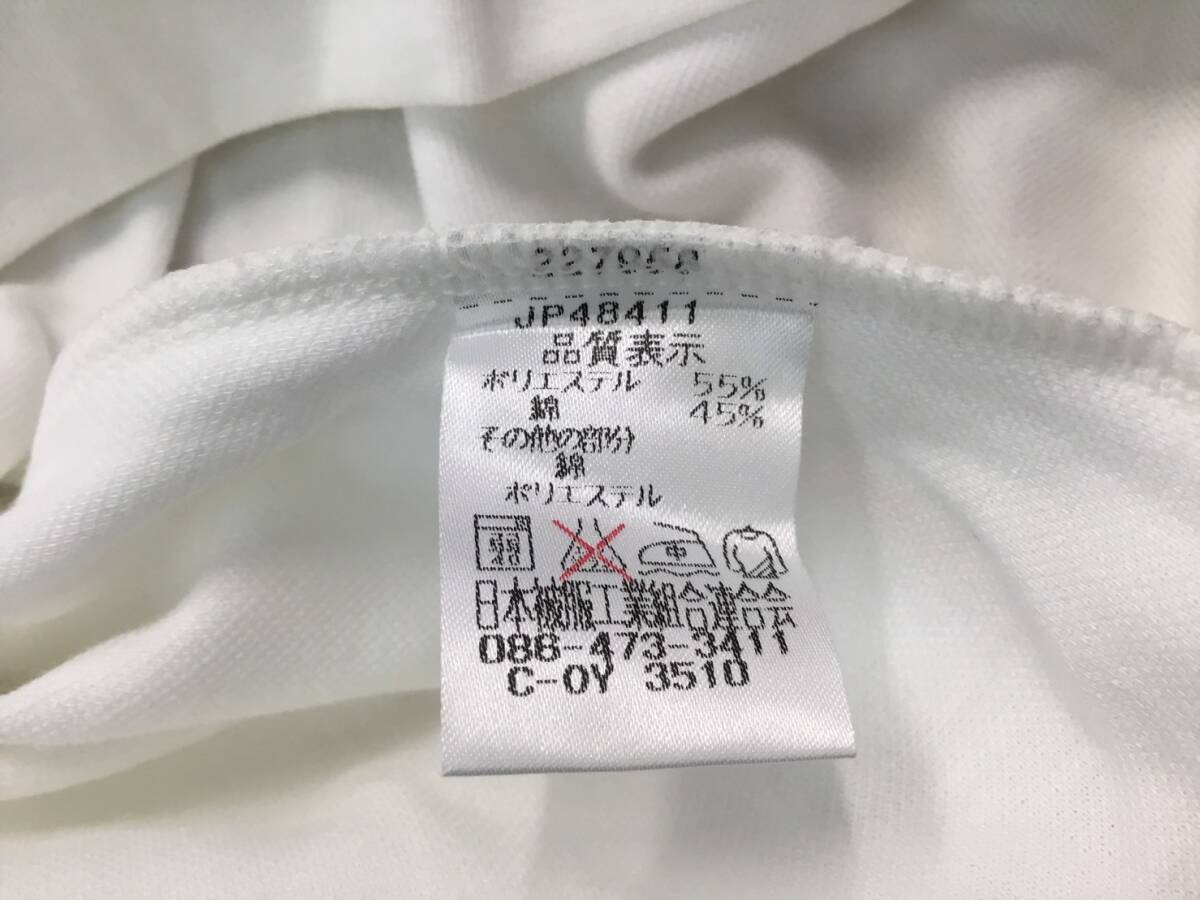 JP48411
品質表示
ポリエステル 55%
綿 45%
その他の部分
綿
ポリエステル
中
日本被服工業組合連合会
086-473-3411
C-OY 3510